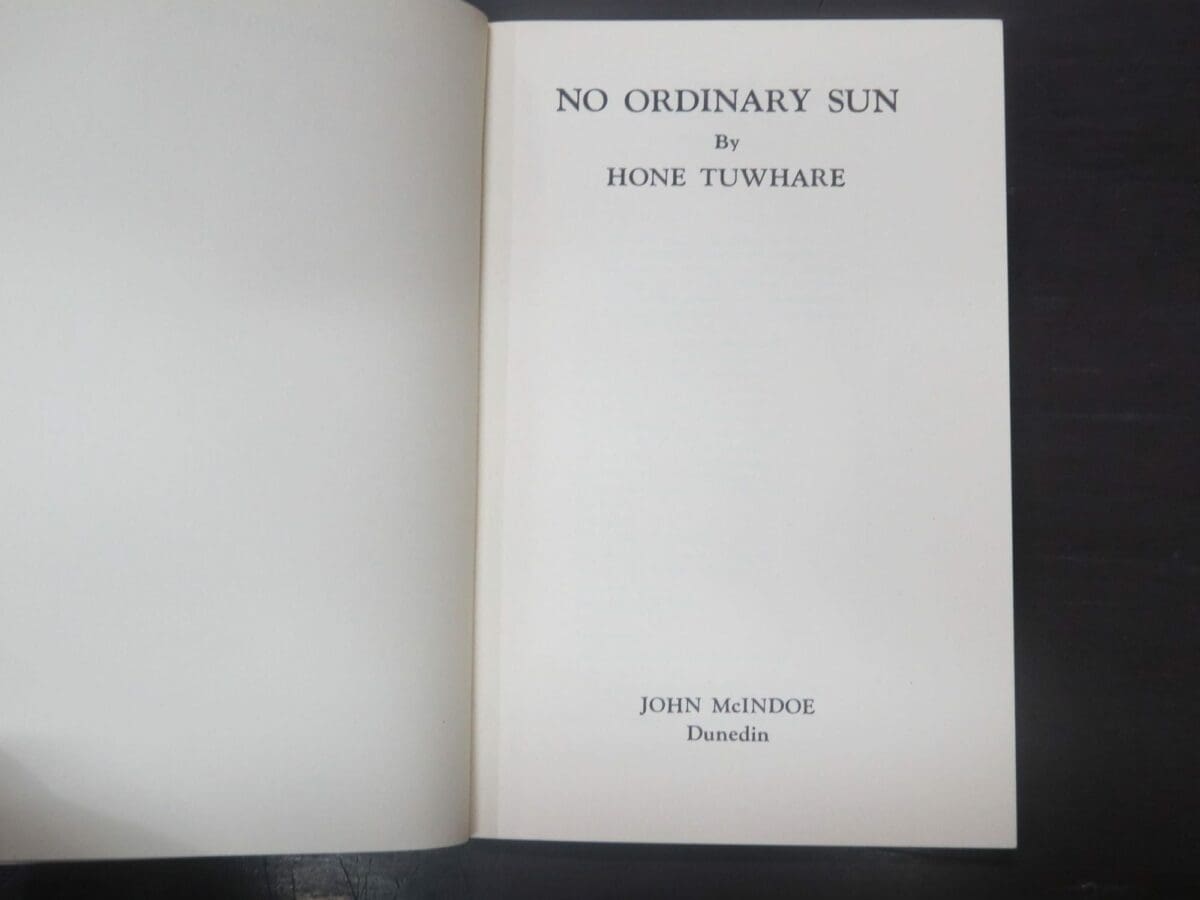 NO ORDINARY SUN
By
HONE TUWHARE
JOHN McINDOE
Dunedin